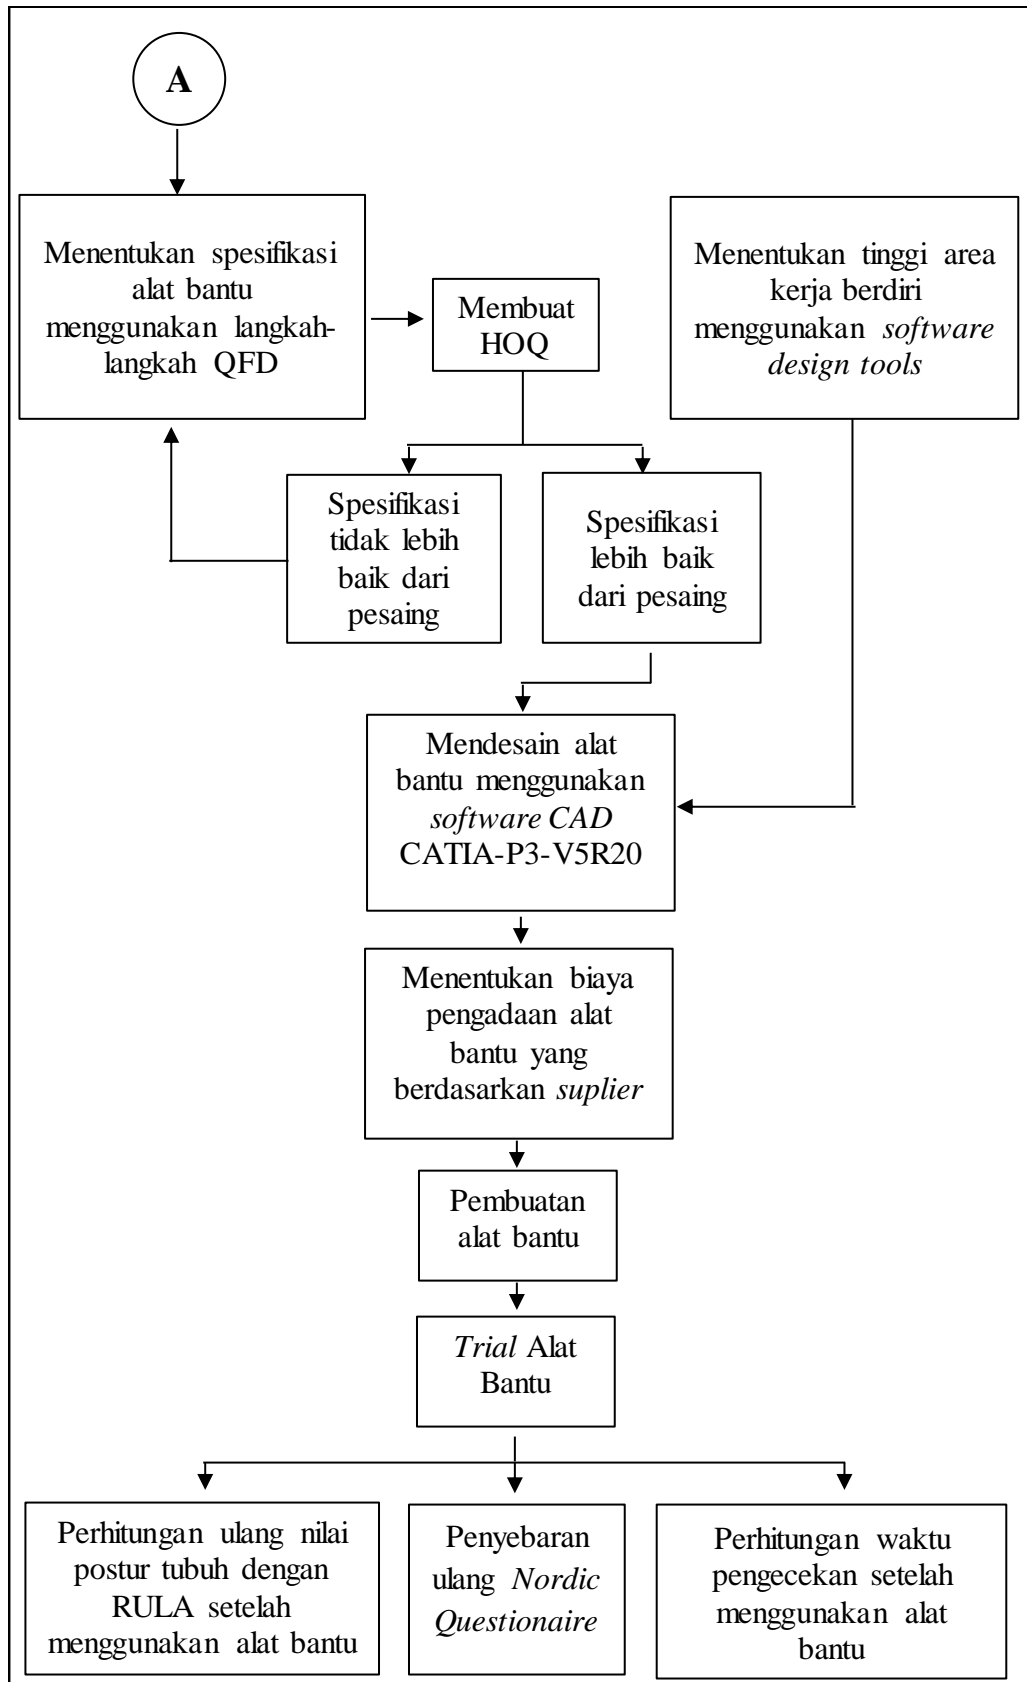 A
Menentukan spesifikasi
alat bantu
menggunakan langkah-
langkah QFD
Membuat
HOQ
Menentukan tinggi area
kerja berdiri
menggunakan software
design tools
Spesifikasi
tidak lebih
baik dari
pesaing
Spesifikasi
lebih baik
dari pesaing
Mendesain alat
bantu menggunakan
software CAD
CATIA-P3-V5R20
Menentukan biaya
pengadaan alat
bantu yang
berdasarkan suplier
Pembuatan
alat bantu
Trial Alat
Bantu
Perhitungan ulang nilai
postur tubuh dengan
RULA setelah
menggunakan alat bantu
Penyebaran
ulang Nordic
Questionaire
Perhitungan waktu
pengecekan setelah
menggunakan alat
bantu